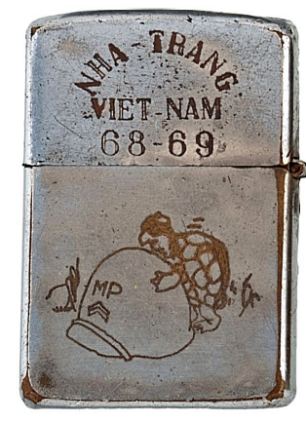 NHA-TRANG
VIET-NAM
68-69
MP